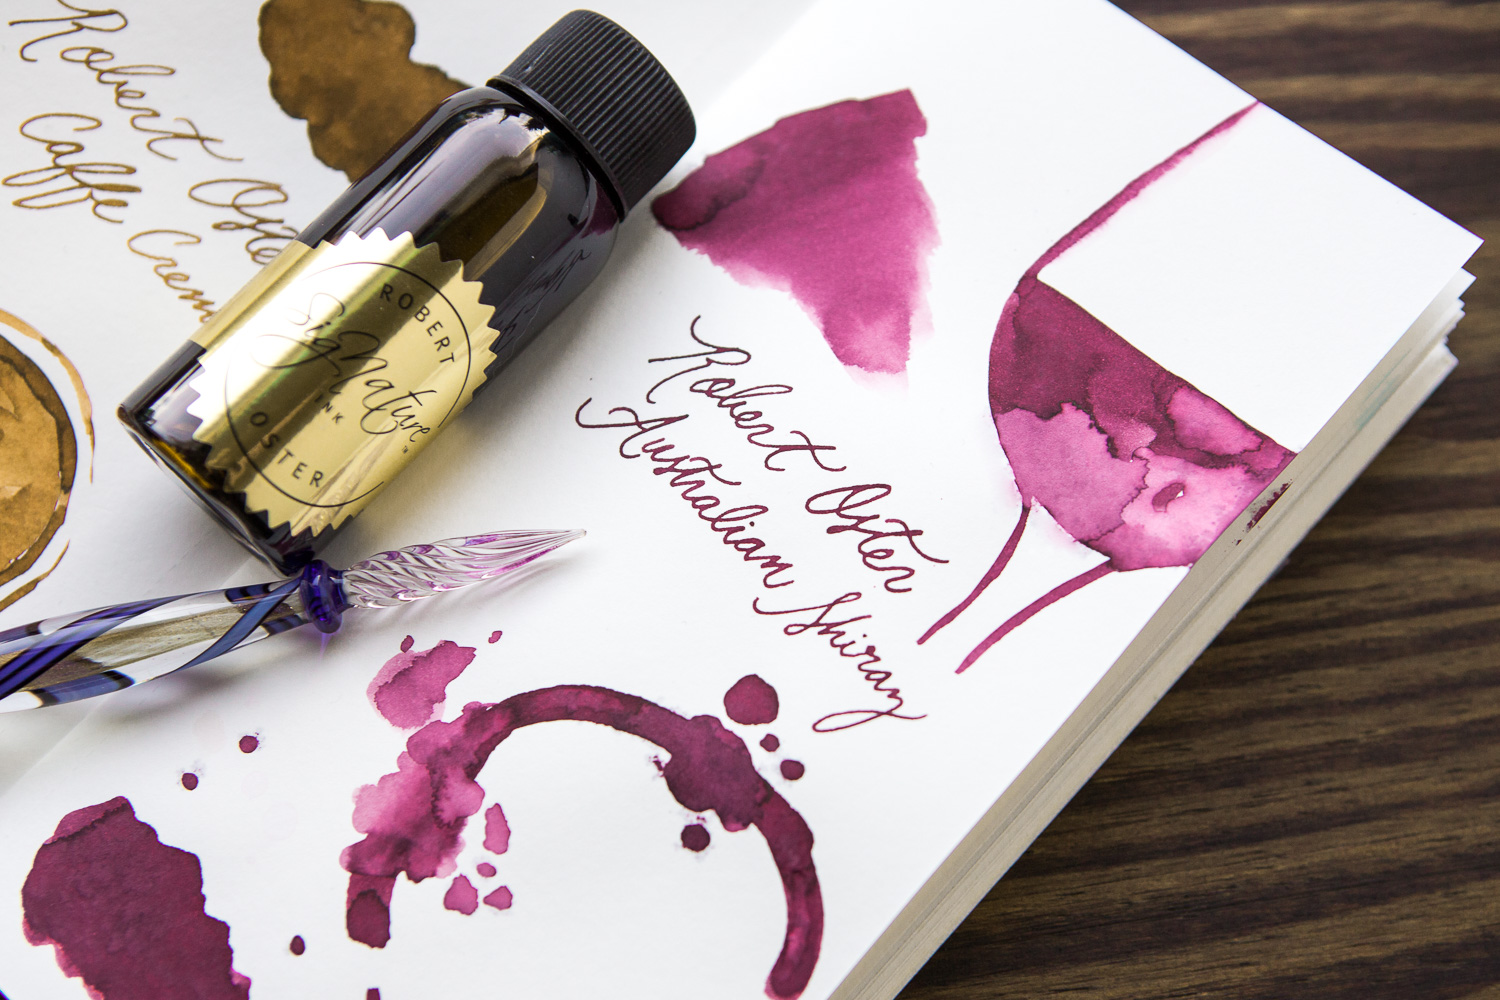 Robert Oster
Caffe Crem
ROBERT
SigNature
INK
OSTER
Robert Oster
Australian Shiraz